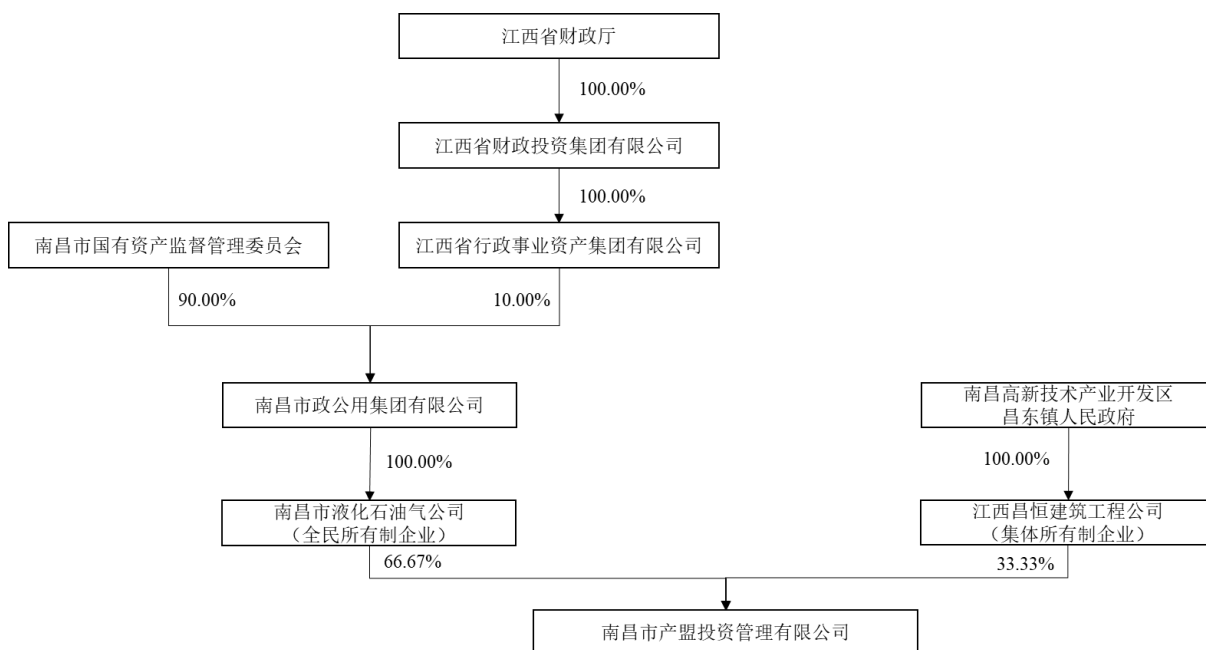 江西省财政厅
100.00%
江西省财政投资集团有限公司
100.00%
南昌市国有资产监督管理委员会
江西省行政事业资产集团有限公司
90.00%
10.00%
南昌市政公用集团有限公司
南昌高新技术产业开发区
昌东镇人民政府
100.00%
100.00%
南昌市液化石油气公司
（全民所有制企业）
江西昌恒建筑工程公司
（集体所有制企业）
66.67%
33.33%
南昌市产盟投资管理有限公司